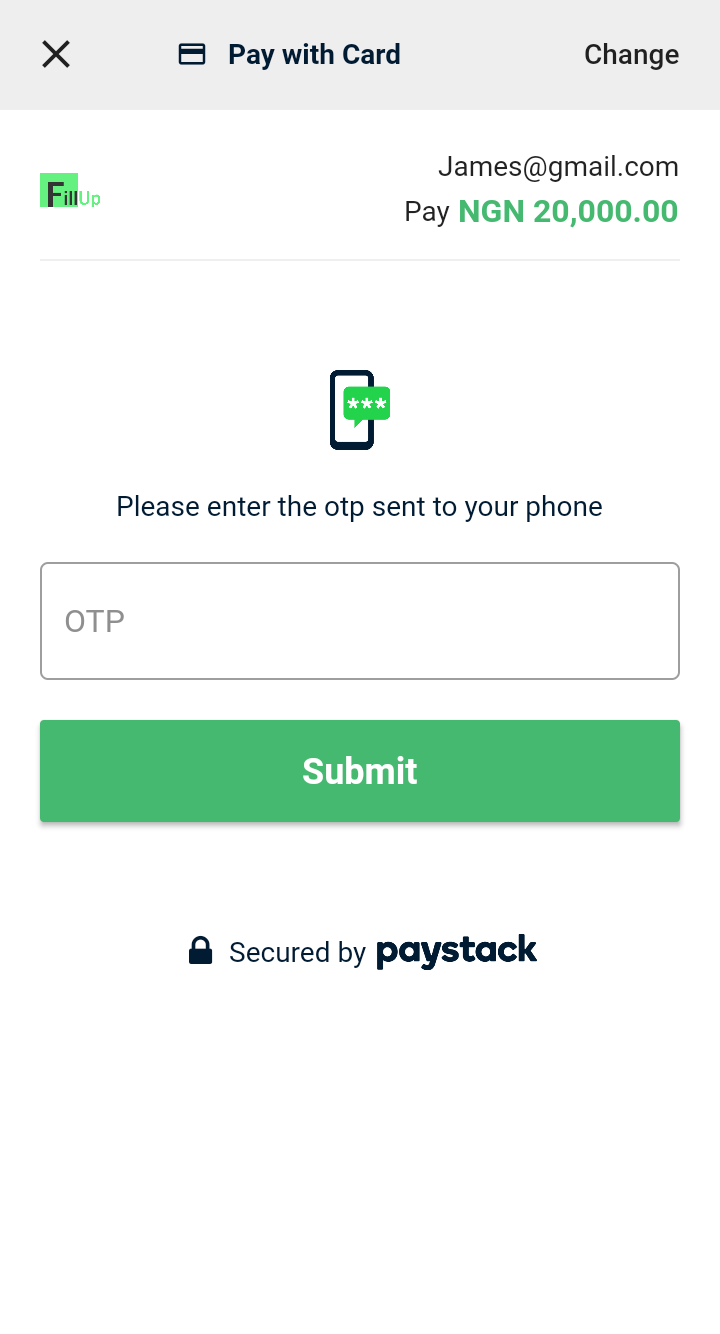 Pay with Card
Change
FillUp
James@gmail.com
Pay NGN 20,000.00
***
Please enter the otp sent to your phone
OTP
Submit
Secured by paystack